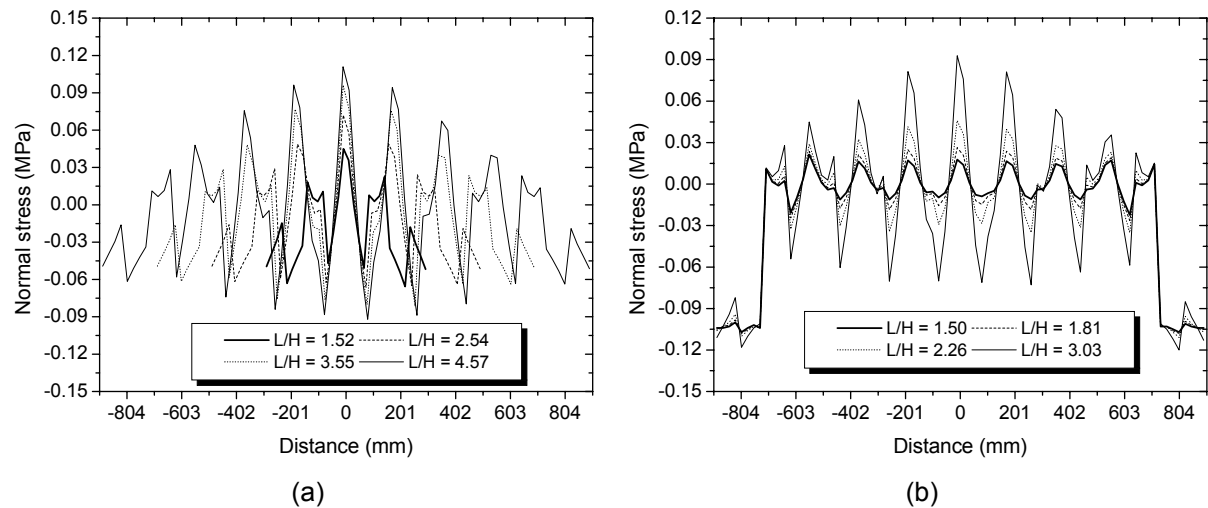 0.15
0.12
0.09
0.06
0.03
0.00
-0.03
-0.06
-0.09
-0.12
-0.15
Normal stress (MPa)
L/H = 1.52 L/H = 2.54
L/H = 3.55 L/H = 4.57
-804 -603 -402 -201 0 201 402 603 804
Distance (mm)
(a)
0.12
0.09
0.06
0.03
0.00
-0.03
-0.06
-0.09
-0.12
-0.15
Normal stress (MPa)
L/H = 1.50 L/H = 1.81
L/H = 2.26 L/H = 3.03
-804 -603 -402 -201 0 201 402 603 804
Distance (mm)
(b)